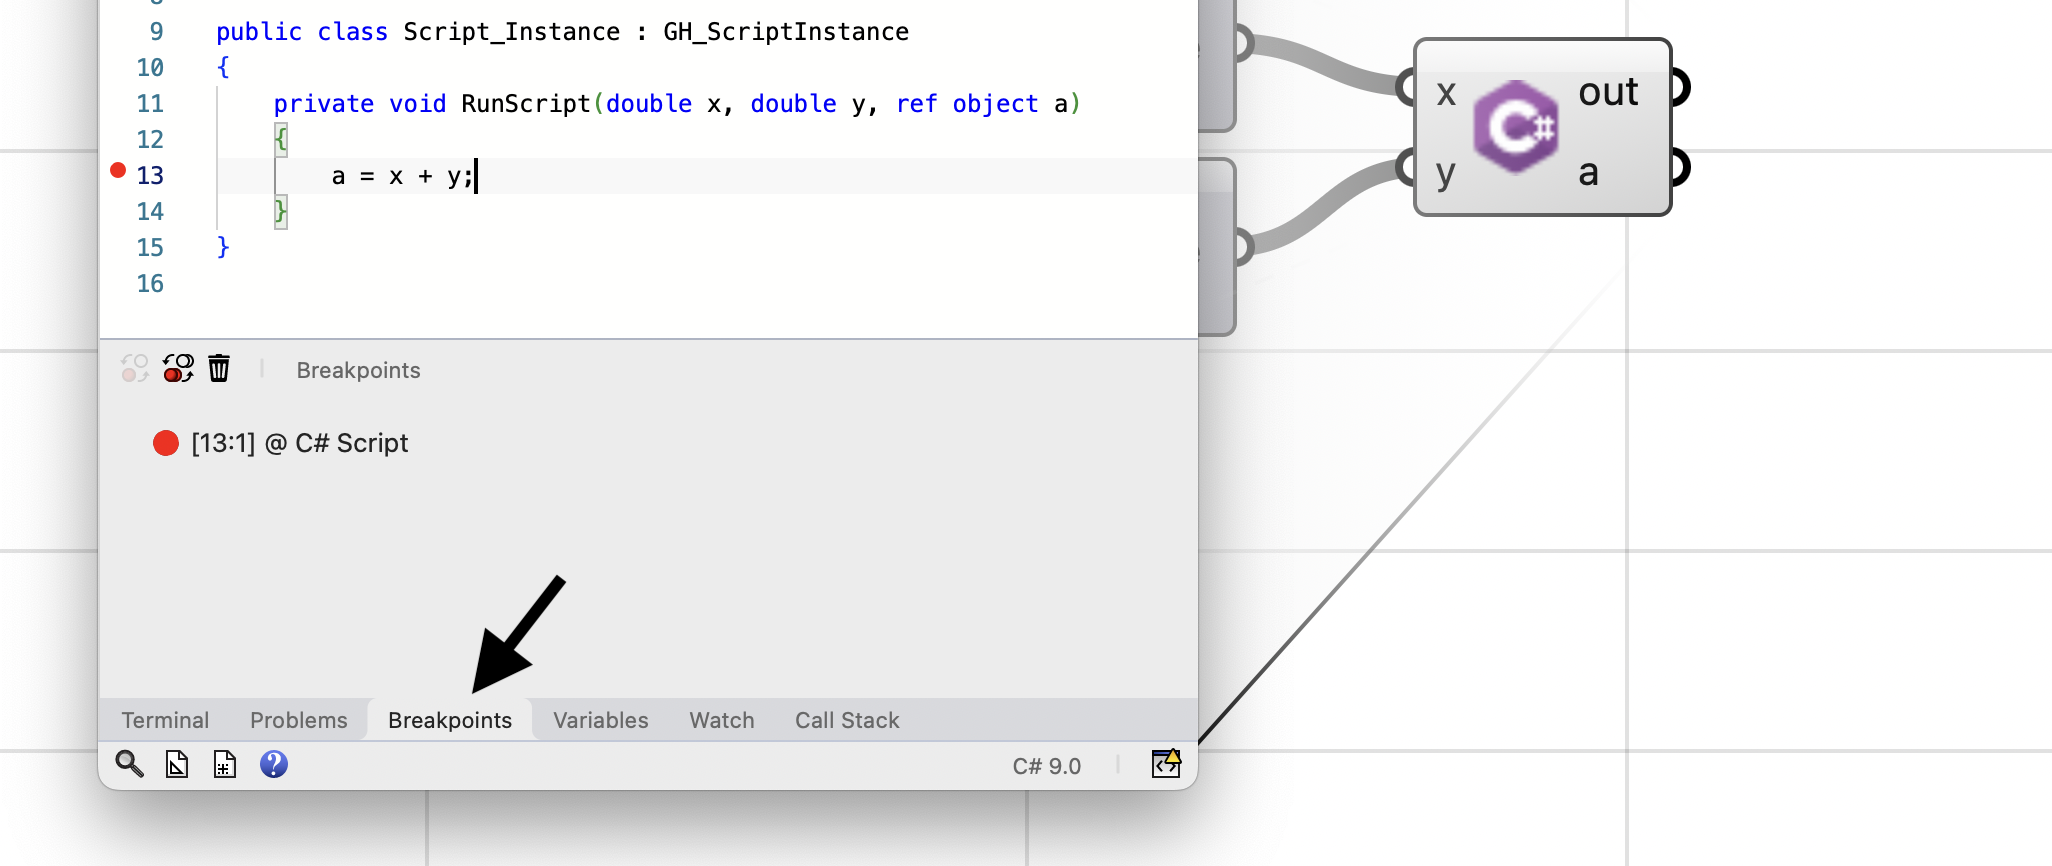 9 public class Script_Instance : GH_ScriptInstance
10 {
11 private void RunScript(double x, double y, ref object a)
12 {
13 a = x + y;
14 }
15 }
16
Breakpoints
[13:1] @ C# Script
Terminal Problems Breakpoints Variables Watch Call Stack
C# 9.0
x C# out
y a